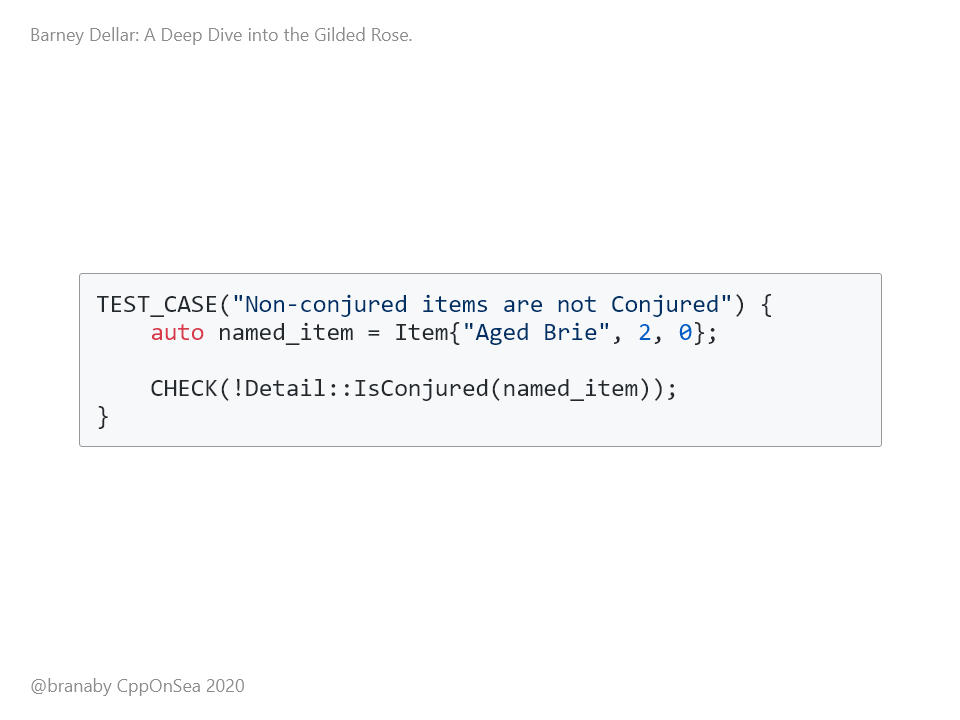 Barney Dellar: A Deep Dive into the Gilded Rose.
TEST_CASE("Non-conjured items are not Conjured") {
    auto named_item = Item{"Aged Brie", 2, 0};
    CHECK(!Detail::IsConjured(named_item));
}
@branaby CppOnSea 2020